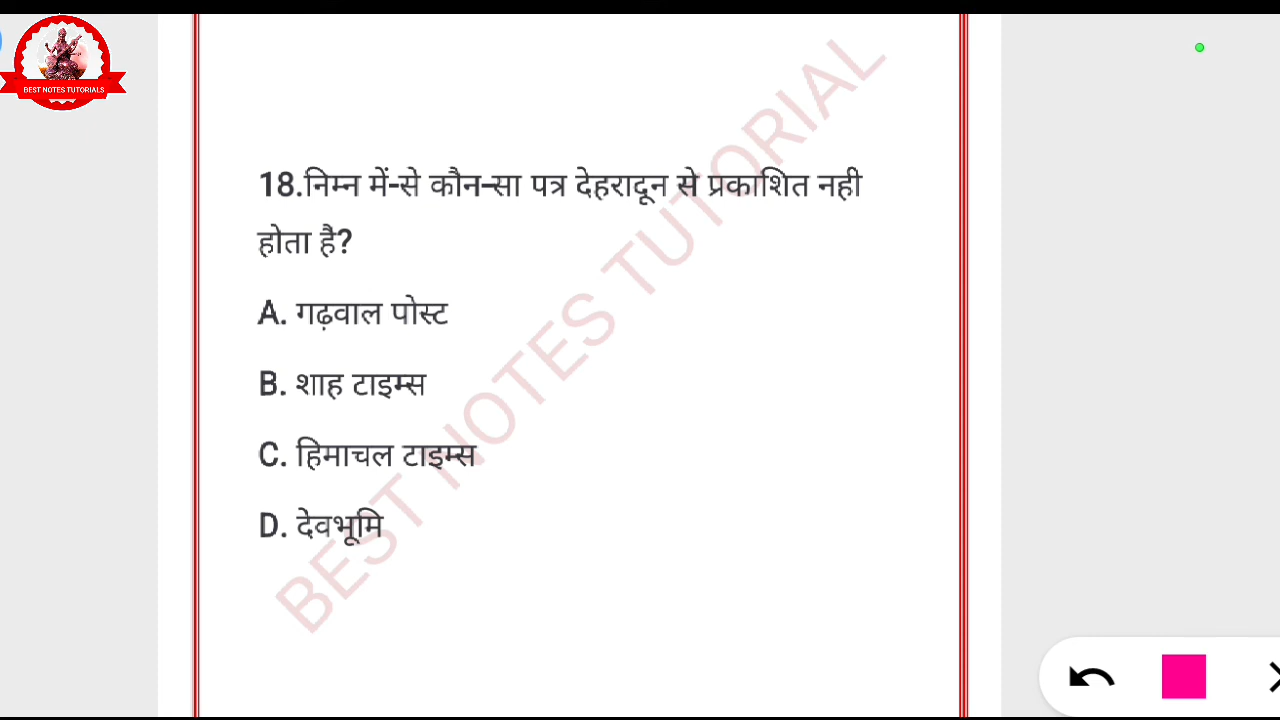 BEST NOTES TUTORIALS
18.निम्न में-से कौन-सा पत्र देहरादून से प्रकाशित नही
होता है?
A. गढ़वाल पोस्ट
B. शाह टाइम्स
C. हिमाचल टाइम्स
D. देवभूमि
BEST NOTES TUTORIAL